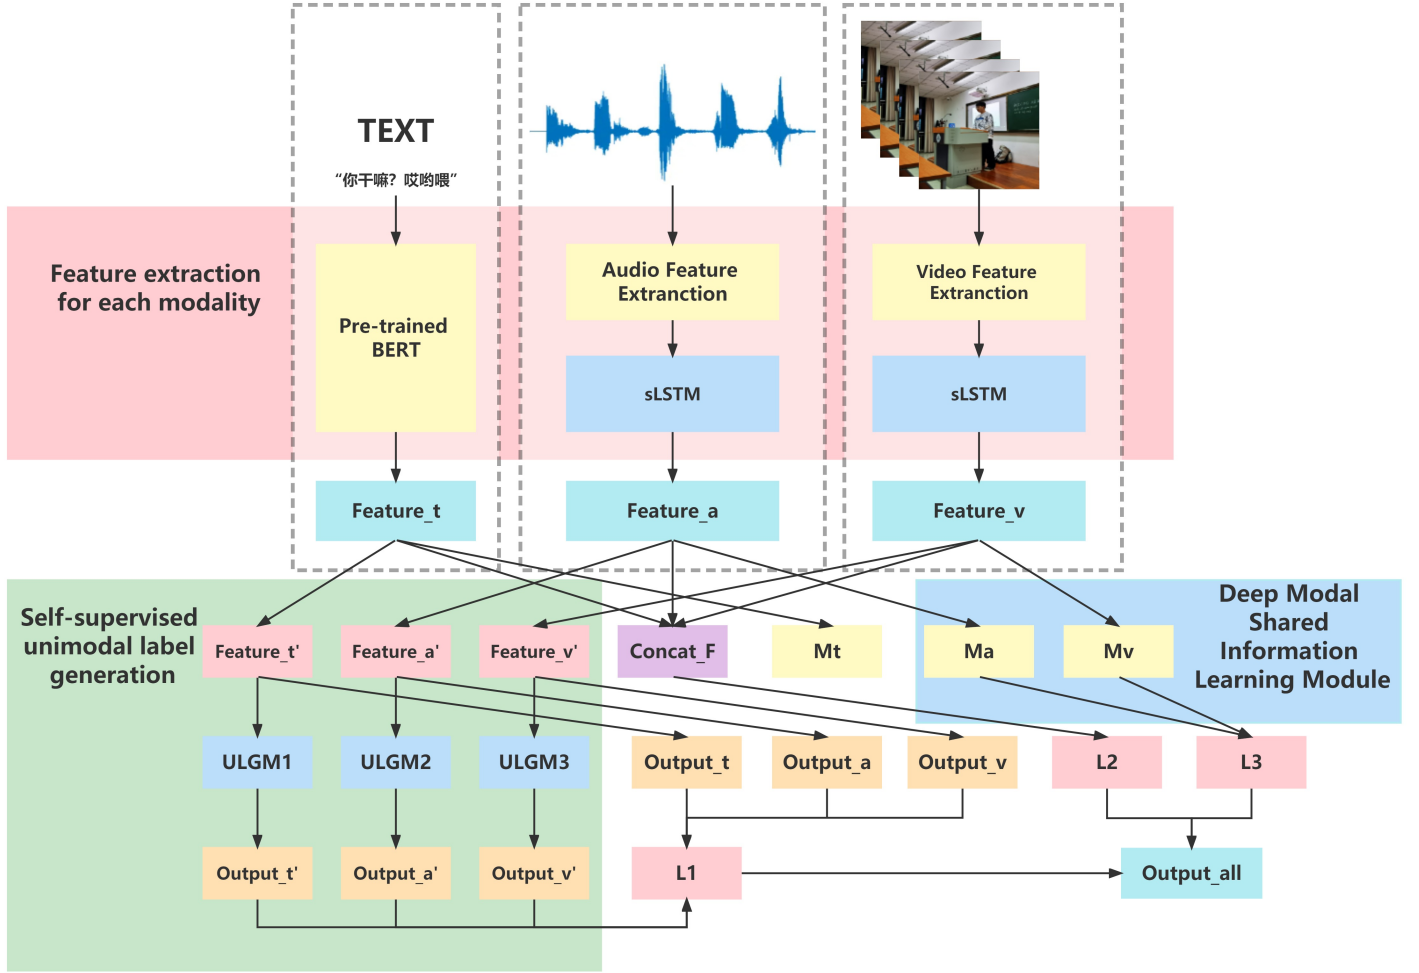 TEXT
“你干嘛？哎哟喂”
Feature extraction
for each modality
Pre-trained
BERT
Audio Feature
Extranction
Video Feature
Extranction
sLSTM
sLSTM
Feature_t
Feature_a
Feature_v
Self-supervised
unimodal label
generation
Deep Modal
Shared
Information
Learning Module
Feature_t'
Feature_a'
Feature_v'
Concat_F
Mt
Ma
Mv
ULGM1
ULGM2
ULGM3
Output_t
Output_a
Output_v
L2
L3
Output_t'
Output_a'
Output_v'
L1
Output_all